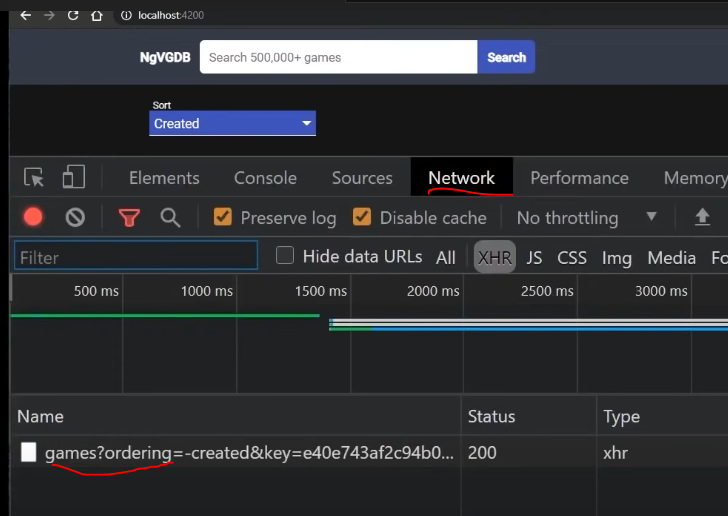 localhost:4200
NgVGDB Search 500,000+ games Search
Sort
Created
Elements Console Sources Network Performance Memory
Preserve log Disable cache No throttling
Filter Hide data URLs All XHR JS CSS Img Media Fo
500 ms 1000 ms 1500 ms 2000 ms 2500 ms 3000 ms
Name Status Type
games?ordering=-created&key=e40e743af2c94b0... 200 xhr